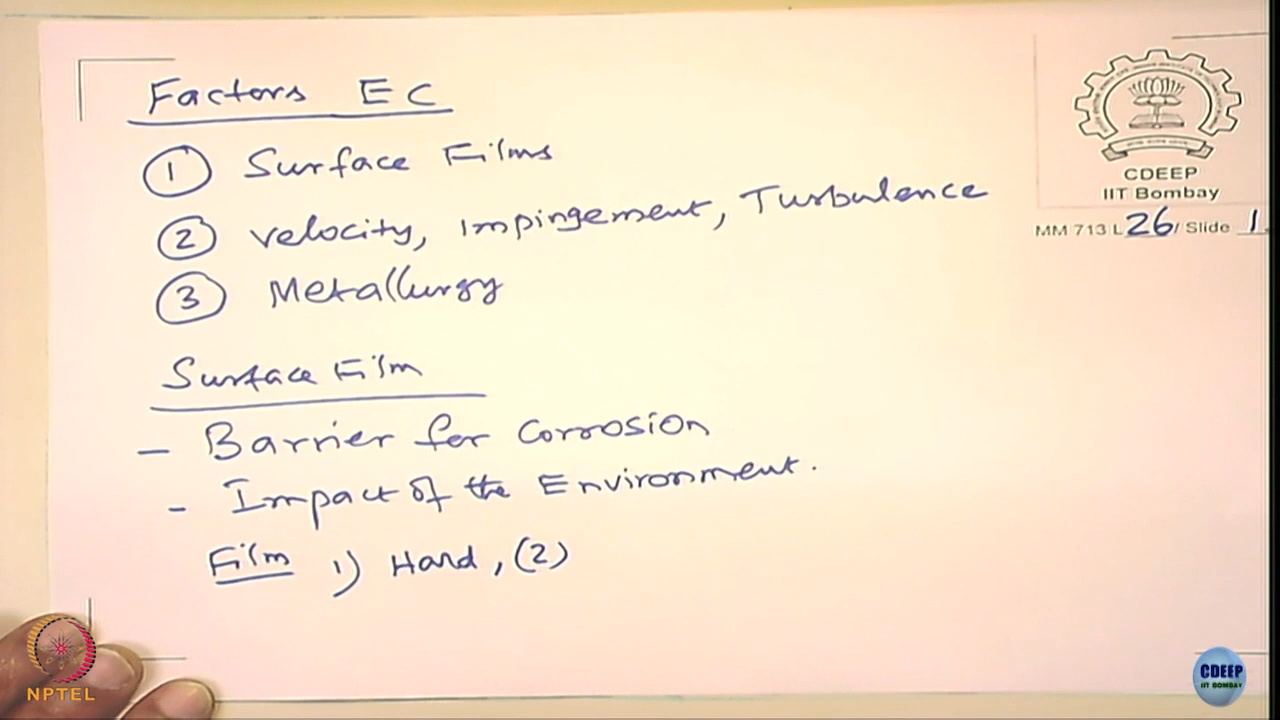 Factors EC
1 Surface Films
2 Velocity, Impingement, Turbulence
3 Metallurgy
Surface Film
- Barrier for Corrosion
- Impact of the Environment.
Film 1) Hard, (2)
CDEEP
IIT Bombay
MM 713 L 26 / Slide 1
NPTEL
CDEEP
IIT BOMBAY